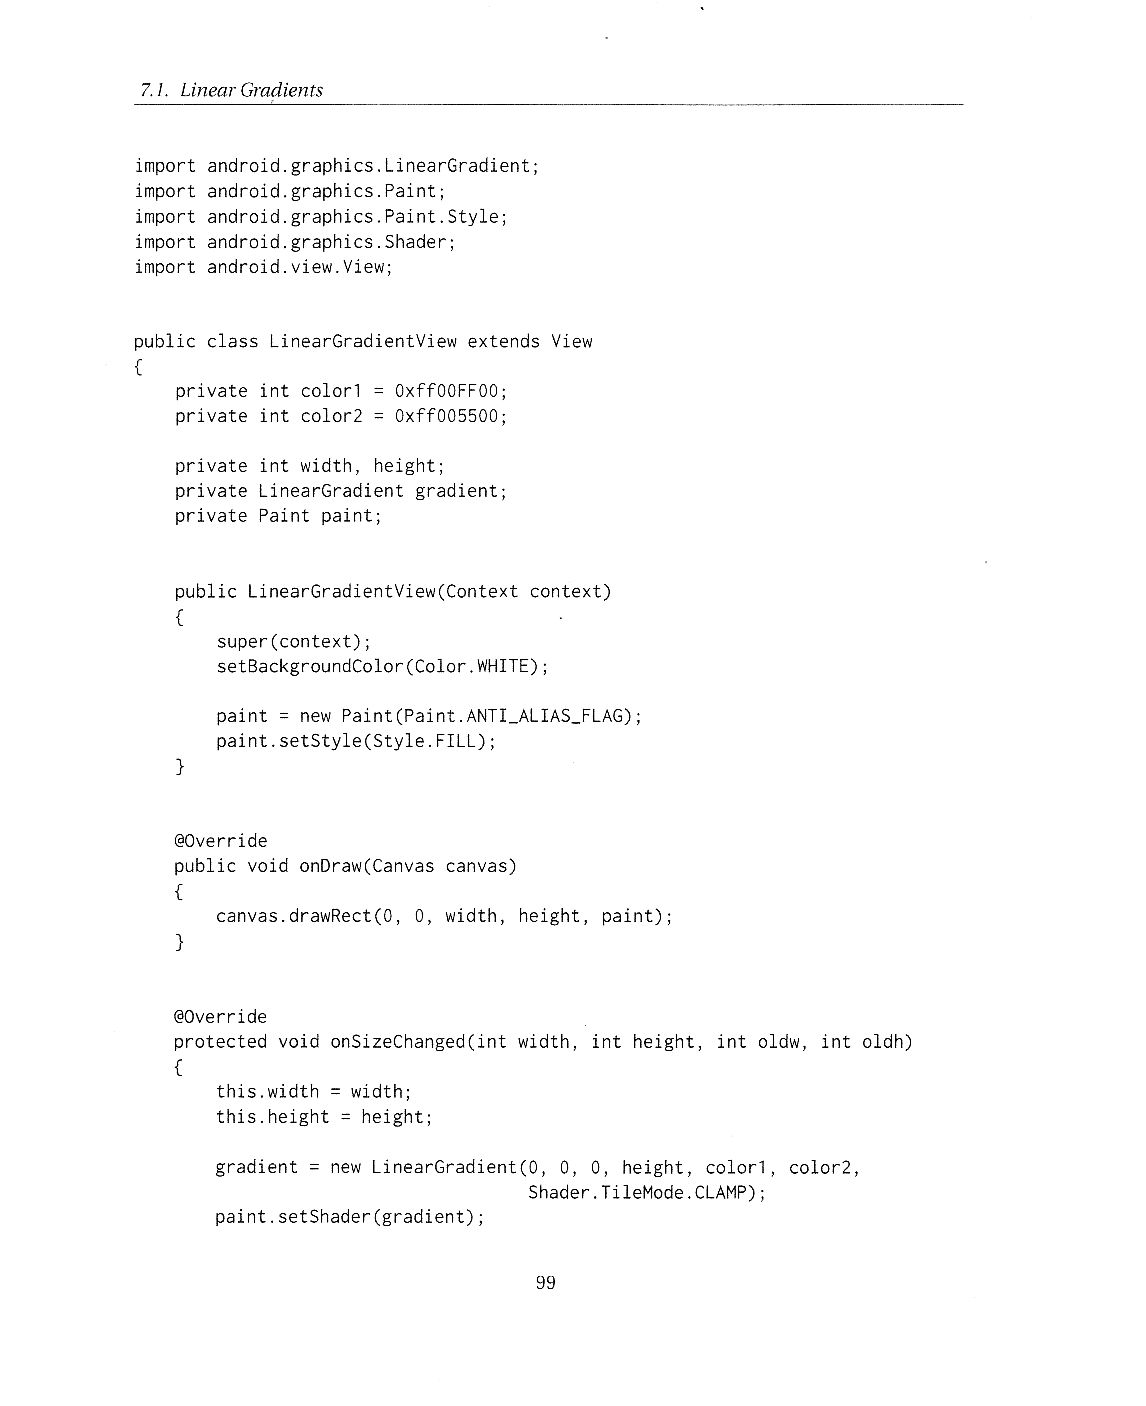 7.1. Linear Gradients
import android.graphics.LinearGradient;
import android.graphics.Paint;
import android.graphics.Paint.Style;
import android.graphics.Shader;
import android.view.View;
public class LinearGradientView extends View
{
    private int color1 = 0xff00FF00;
    private int color2 = 0xff005500;
    private int width, height;
    private LinearGradient gradient;
    private Paint paint;
    public LinearGradientView(Context context)
    {
        super(context);
        setBackgroundColor(Color.WHITE);
        paint = new Paint(Paint.ANTI_ALIAS_FLAG);
        paint.setStyle(Style.FILL);
    }
    @Override
    public void onDraw(Canvas canvas)
    {
        canvas.drawRect(0, 0, width, height, paint);
    }
    @Override
    protected void onSizeChanged(int width, int height, int oldw, int oldh)
    {
        this.width = width;
        this.height = height;
        gradient = new LinearGradient(0, 0, 0, height, color1, color2,
                                      Shader.TileMode.CLAMP);
        paint.setShader(gradient);
99